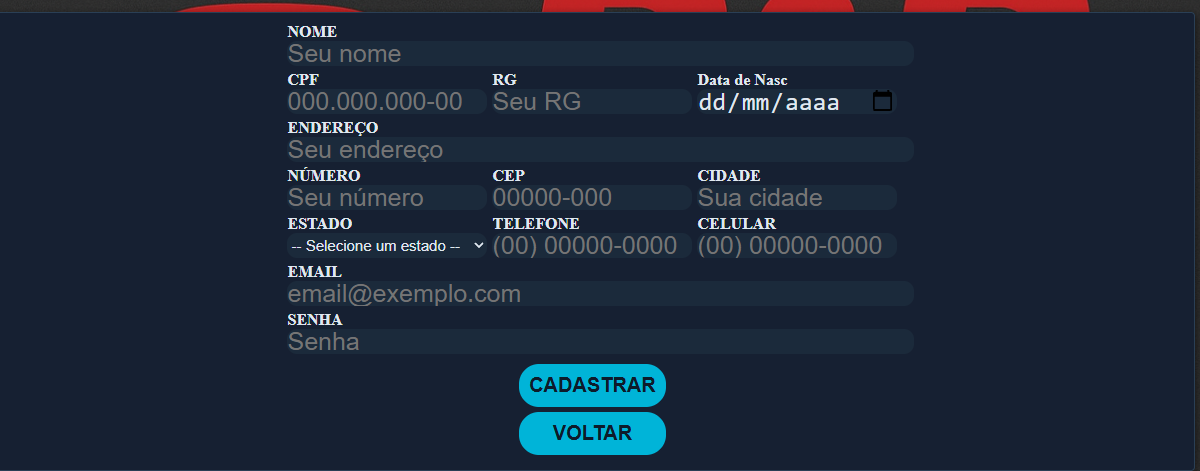 NOME
Seu nome
CPF RG Data de Nasc
000.000.000-00 Seu RG dd/mm/aaaa
ENDEREÇO
Seu endereço
NÚMERO CEP CIDADE
Seu número 00000-000 Sua cidade
ESTADO TELEFONE CELULAR
-- Selecione um estado -- (00) 00000-0000 (00) 00000-0000
EMAIL
email@exemplo.com
SENHA
Senha
CADASTRAR
VOLTAR